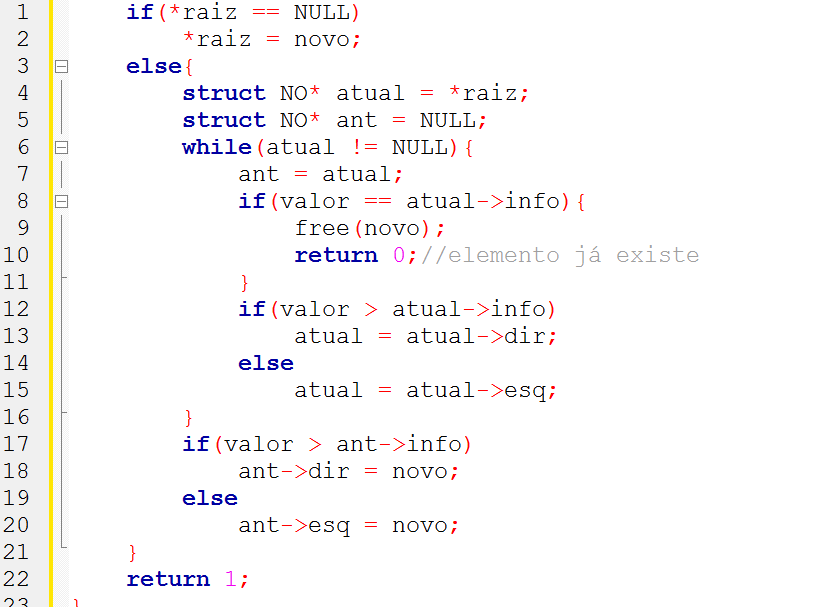 1 if(*raiz == NULL)
2 *raiz = novo;
3 else{
4 struct NO* atual = *raiz;
5 struct NO* ant = NULL;
6 while(atual != NULL){
7 ant = atual;
8 if(valor == atual->info){
9 free(novo);
10 return 0;//elemento já existe
11 }
12 if(valor > atual->info)
13 atual = atual->dir;
14 else
15 atual = atual->esq;
16 }
17 if(valor > ant->info)
18 ant->dir = novo;
19 else
20 ant->esq = novo;
21 }
22 return 1;
23 }